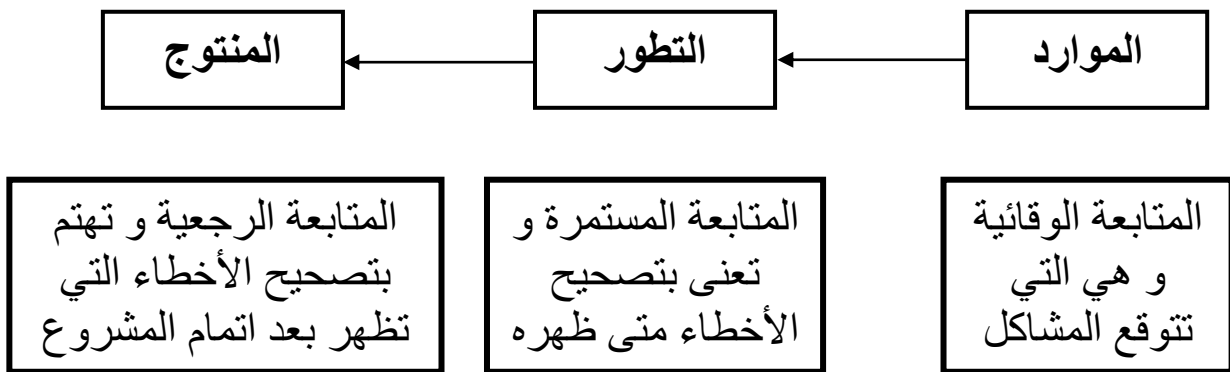 الموارد
التطور
المنتوج
المتابعة الوقائية
و هي التي
تتوقع المشاكل
المتابعة المستمرة و
تعنى بتصحيح
الأخطاء متى ظهره
المتابعة الرجعية و تهتم
بتصحيح الأخطاء التي
تظهر بعد اتمام المشروع